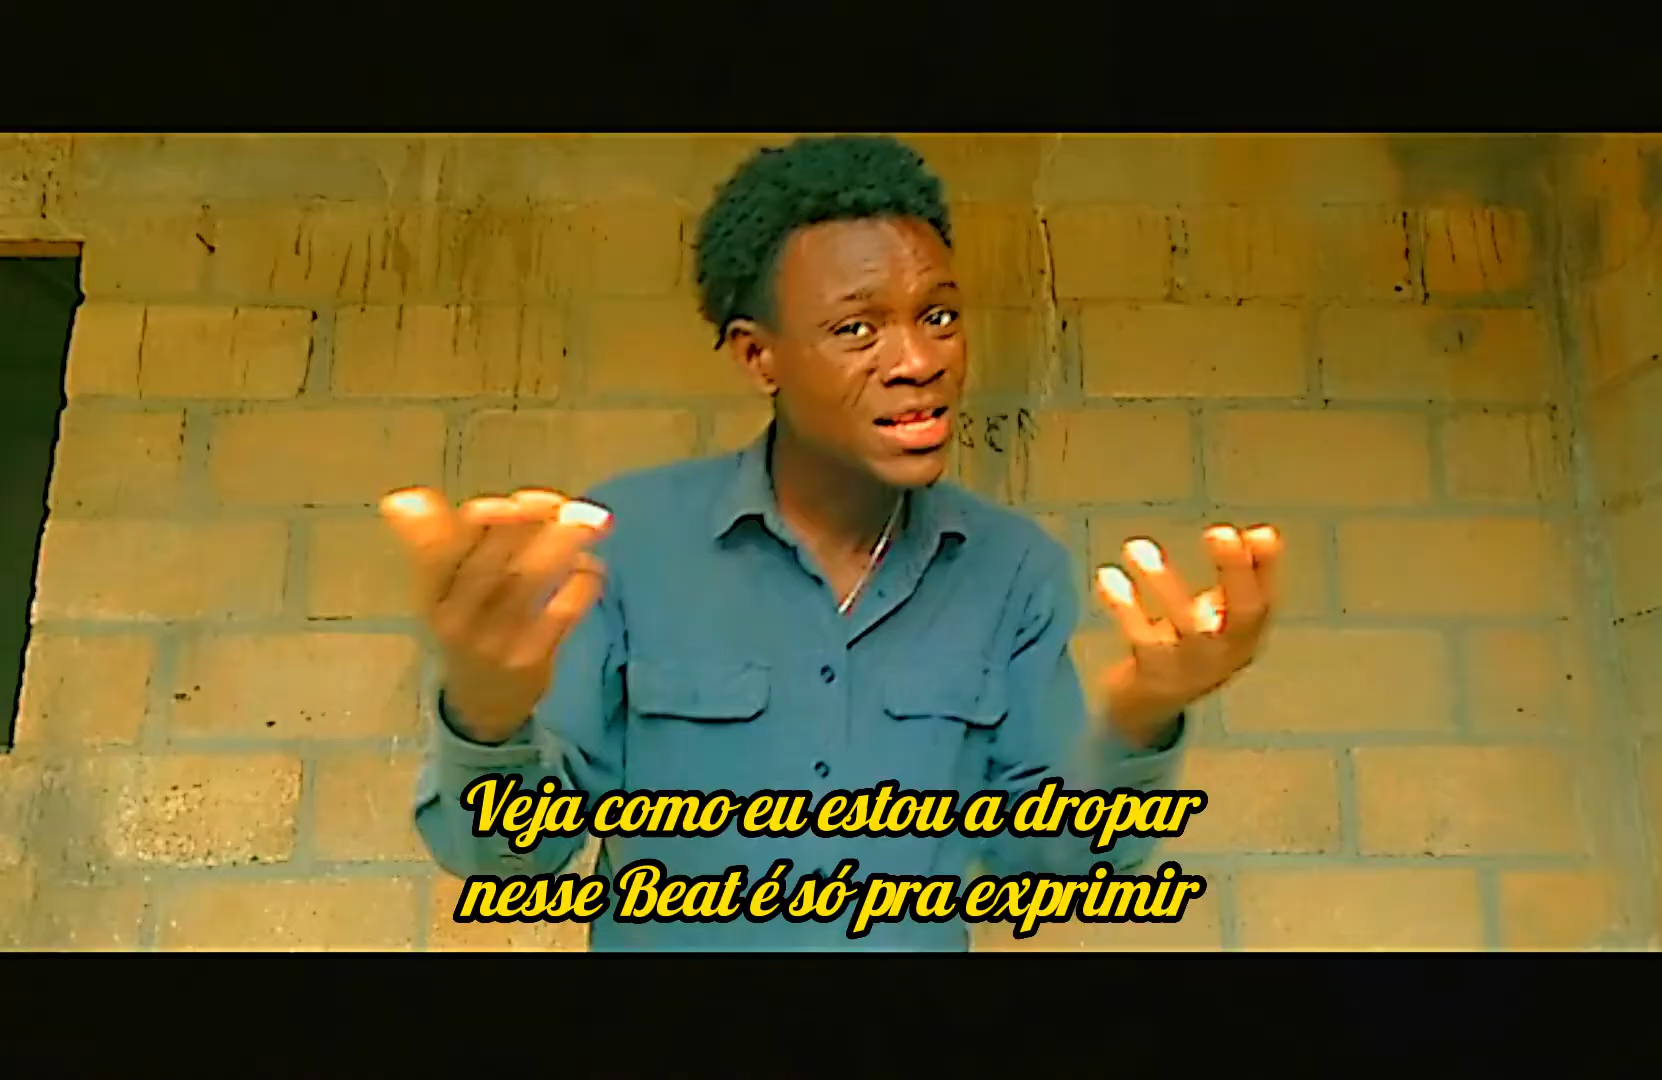 Veja como eu estou a dropar
nesse Beat é só pra exprimir